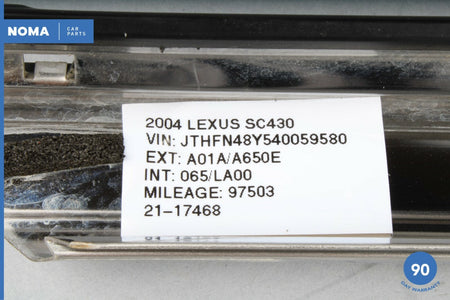 NOMA CAR PARTS
2004 LEXUS SC430
VIN: JTHFN48Y540059580
EXT: A01A/A650E
INT: 065/LA00
MILEAGE: 97503
21-17468
90
DAY WARRANTY